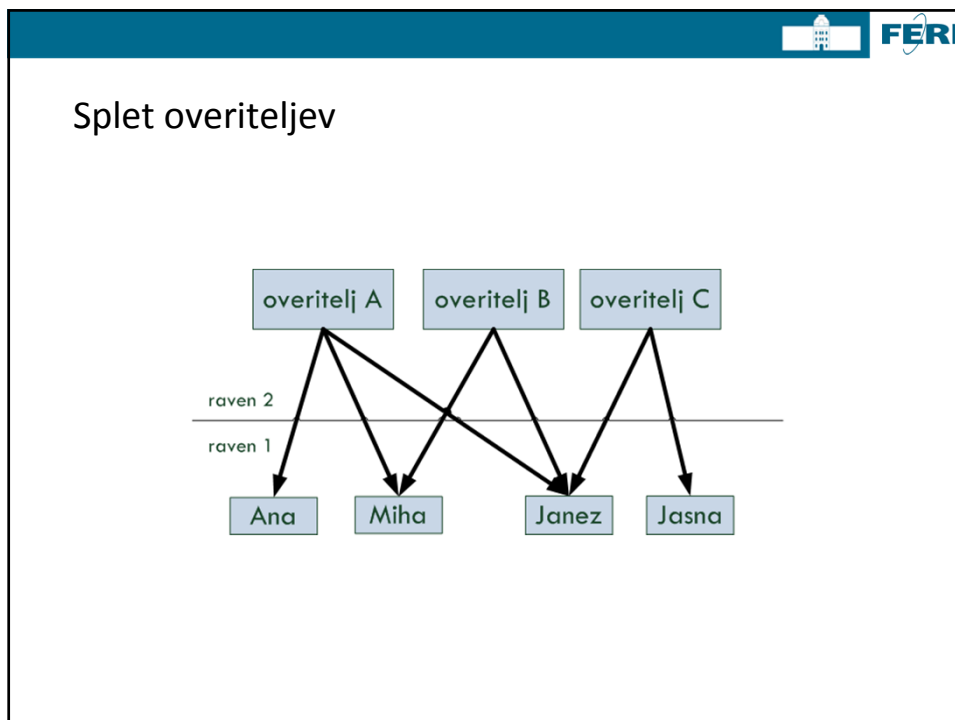 FERI
Splet overiteljev
overitelj A overitelj B overitelj C
raven 2
raven 1
Ana Miha Janez Jasna